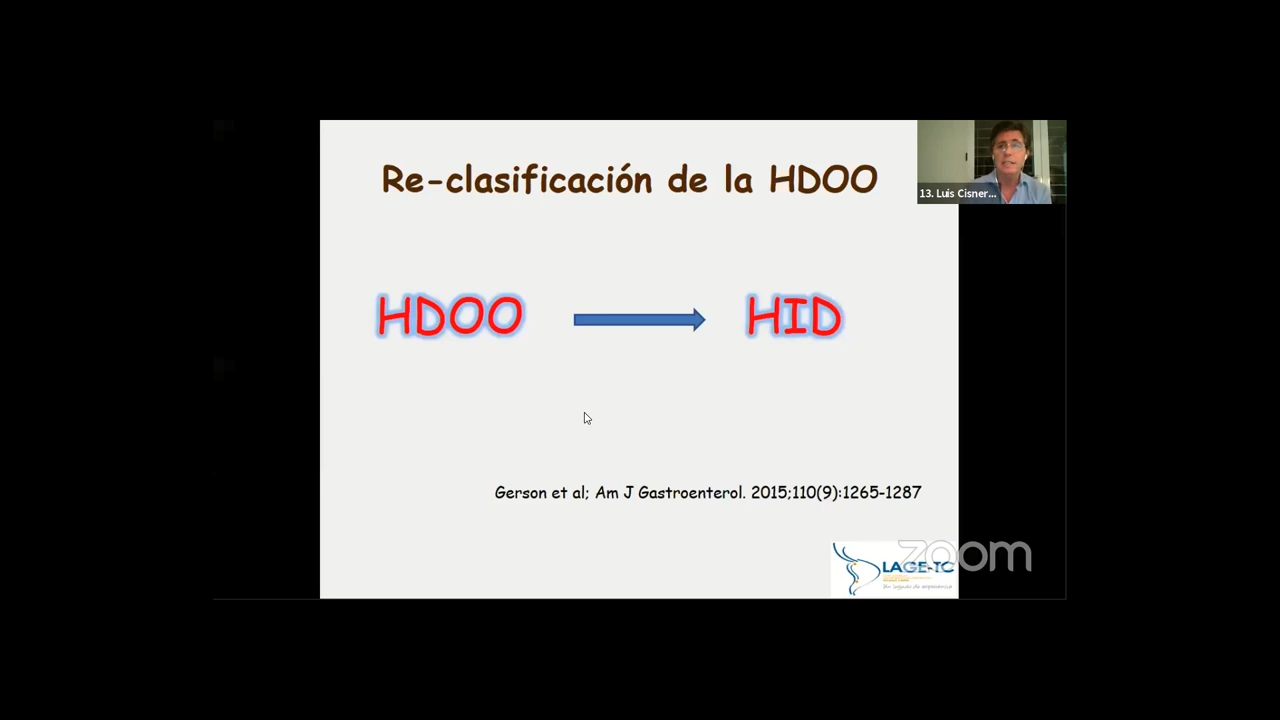 Re-clasificación de la HDOO
13. Luis Cisner...
HDOO
HID
Gerson et al; Am J Gastroenterol. 2015;110(9):1265-1287
zoom
LAGE-TC